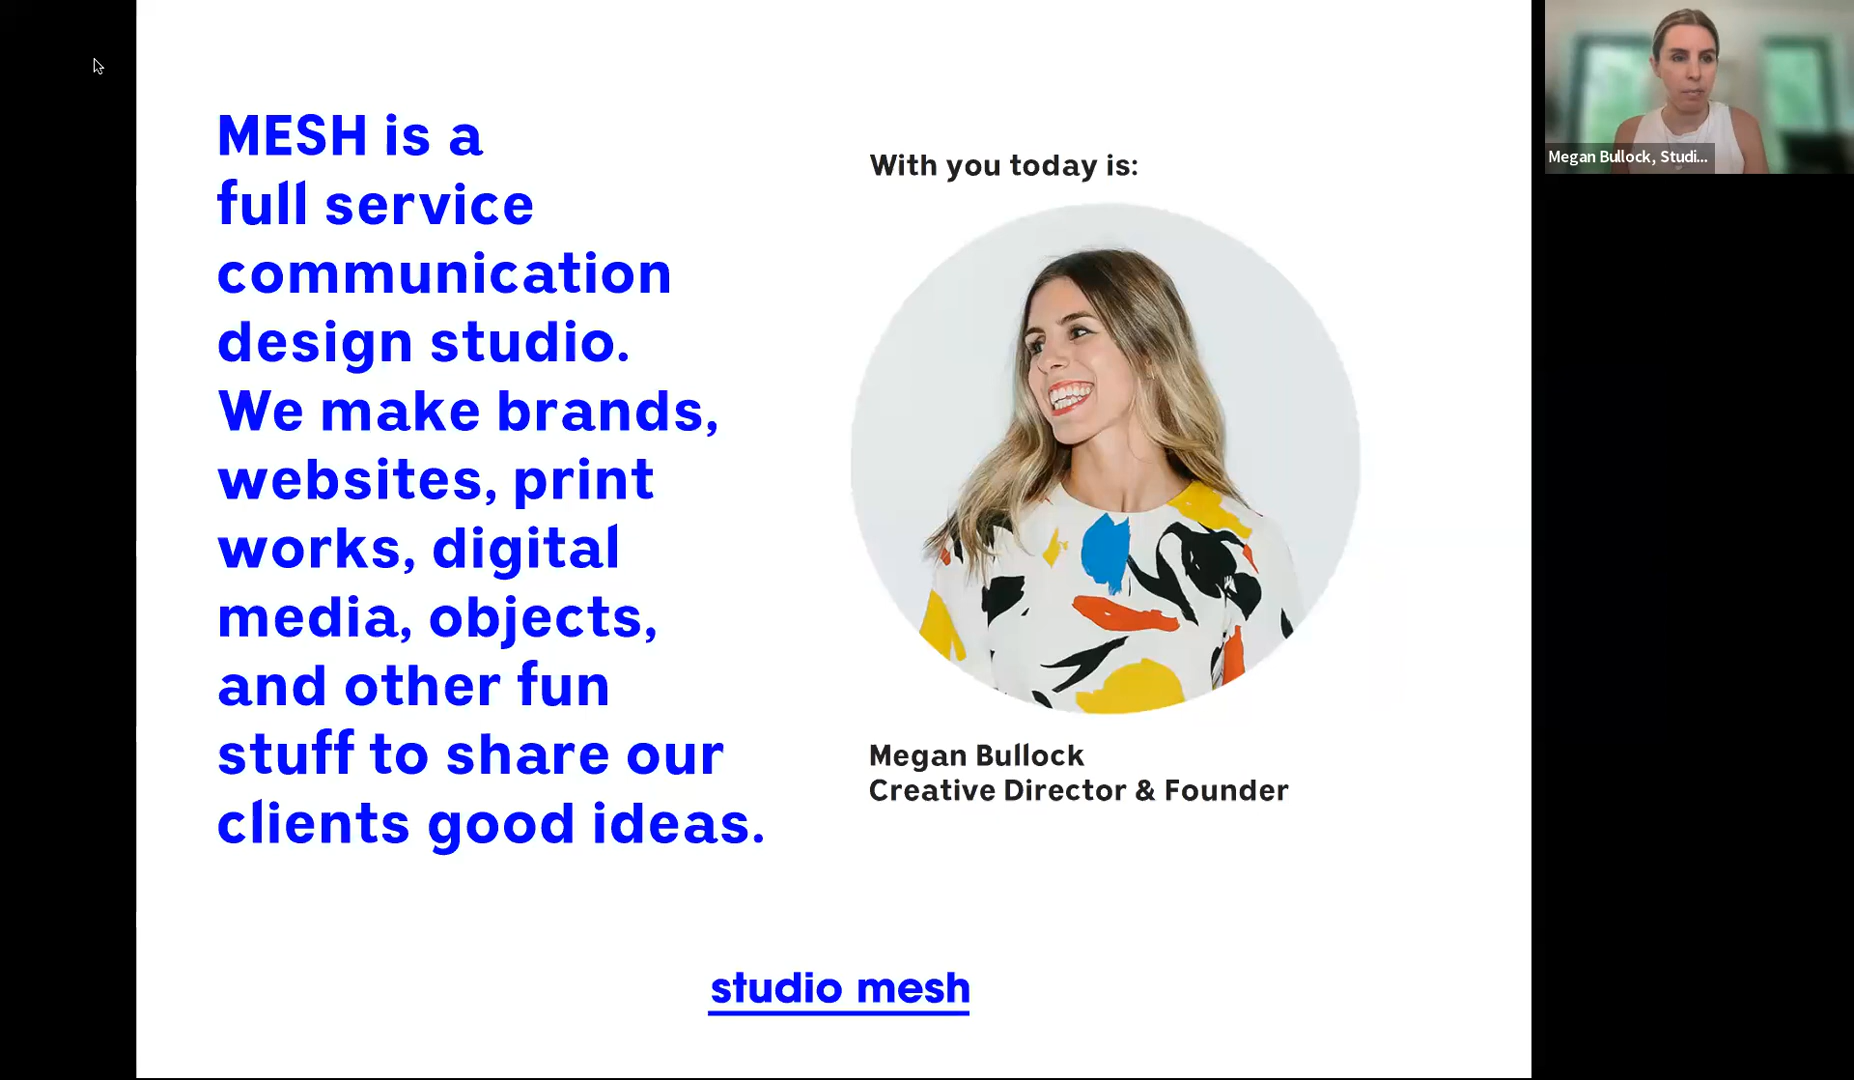 MESH is a
full service
communication
design studio.
We make brands,
websites, print
works, digital
media, objects,
and other fun
stuff to share our
clients good ideas.
With you today is:
Megan Bullock
Creative Director & Founder
studio mesh
Megan Bullock, Studi...